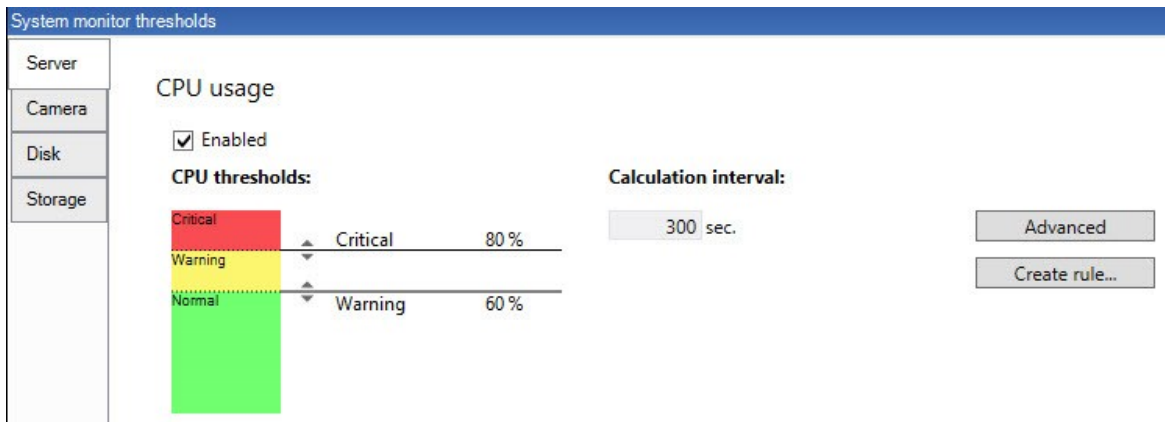 System monitor thresholds
Server
Camera
Disk
Storage
CPU usage
Enabled
CPU thresholds:
Critical
Warning
Normal
Critical 80 %
Warning 60 %
Calculation interval:
300 sec.
Advanced
Create rule...